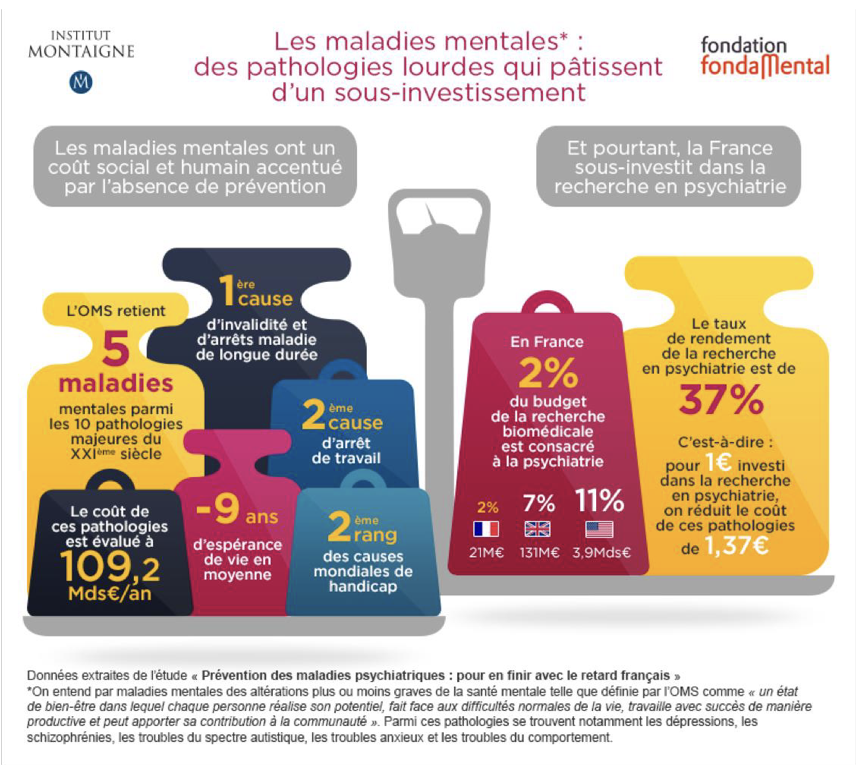 INSTITUT
MONTAIGNE
M
Les maladies mentales* :
des pathologies lourdes qui pâtissent
d'un sous-investissement
fondation
fondaMental
Les maladies mentales ont un
coût social et humain accentué
par l'absence de prévention
Et pourtant, la France
sous-investit dans la
recherche en psychiatrie
L'OMS retient
5
maladies
mentales parmi
les 10 pathologies
majeures du
XXIème siècle
1ère
cause
d'invalidité et
d'arrêts maladie
de longue durée
2ème
cause
d'arrêt
de travail
Le coût de
ces pathologies
est évalué à
109,2
Mds€/an
-9 ans
d'espérance
de vie en
moyenne
2ème
rang
des causes
mondiales de
handicap
En France
2%
du budget
de la recherche
biomédicale
est consacré
à la psychiatrie
2% 7% 11%
21M€ 131M€ 3,9Mds€
Le taux
de rendement
de la recherche
en psychiatrie est de
37%
C'est-à-dire :
pour 1€ investi
dans la recherche
en psychiatrie,
on réduit le coût
de ces pathologies
de 1,37€
Données extraites de l'étude « Prévention des maladies psychiatriques : pour en finir avec le retard français »
*On entend par maladies mentales des altérations plus ou moins graves de la santé mentale telle que définie par l'OMS comme « un état
de bien-être dans lequel chaque personne réalise son potentiel, fait face aux difficultés normales de la vie, travaille avec succès de manière
productive et peut apporter sa contribution à la communauté ». Parmi ces pathologies se trouvent notamment les dépressions, les
schizophrénies, les troubles du spectre autistique, les troubles anxieux et les troubles du comportement.